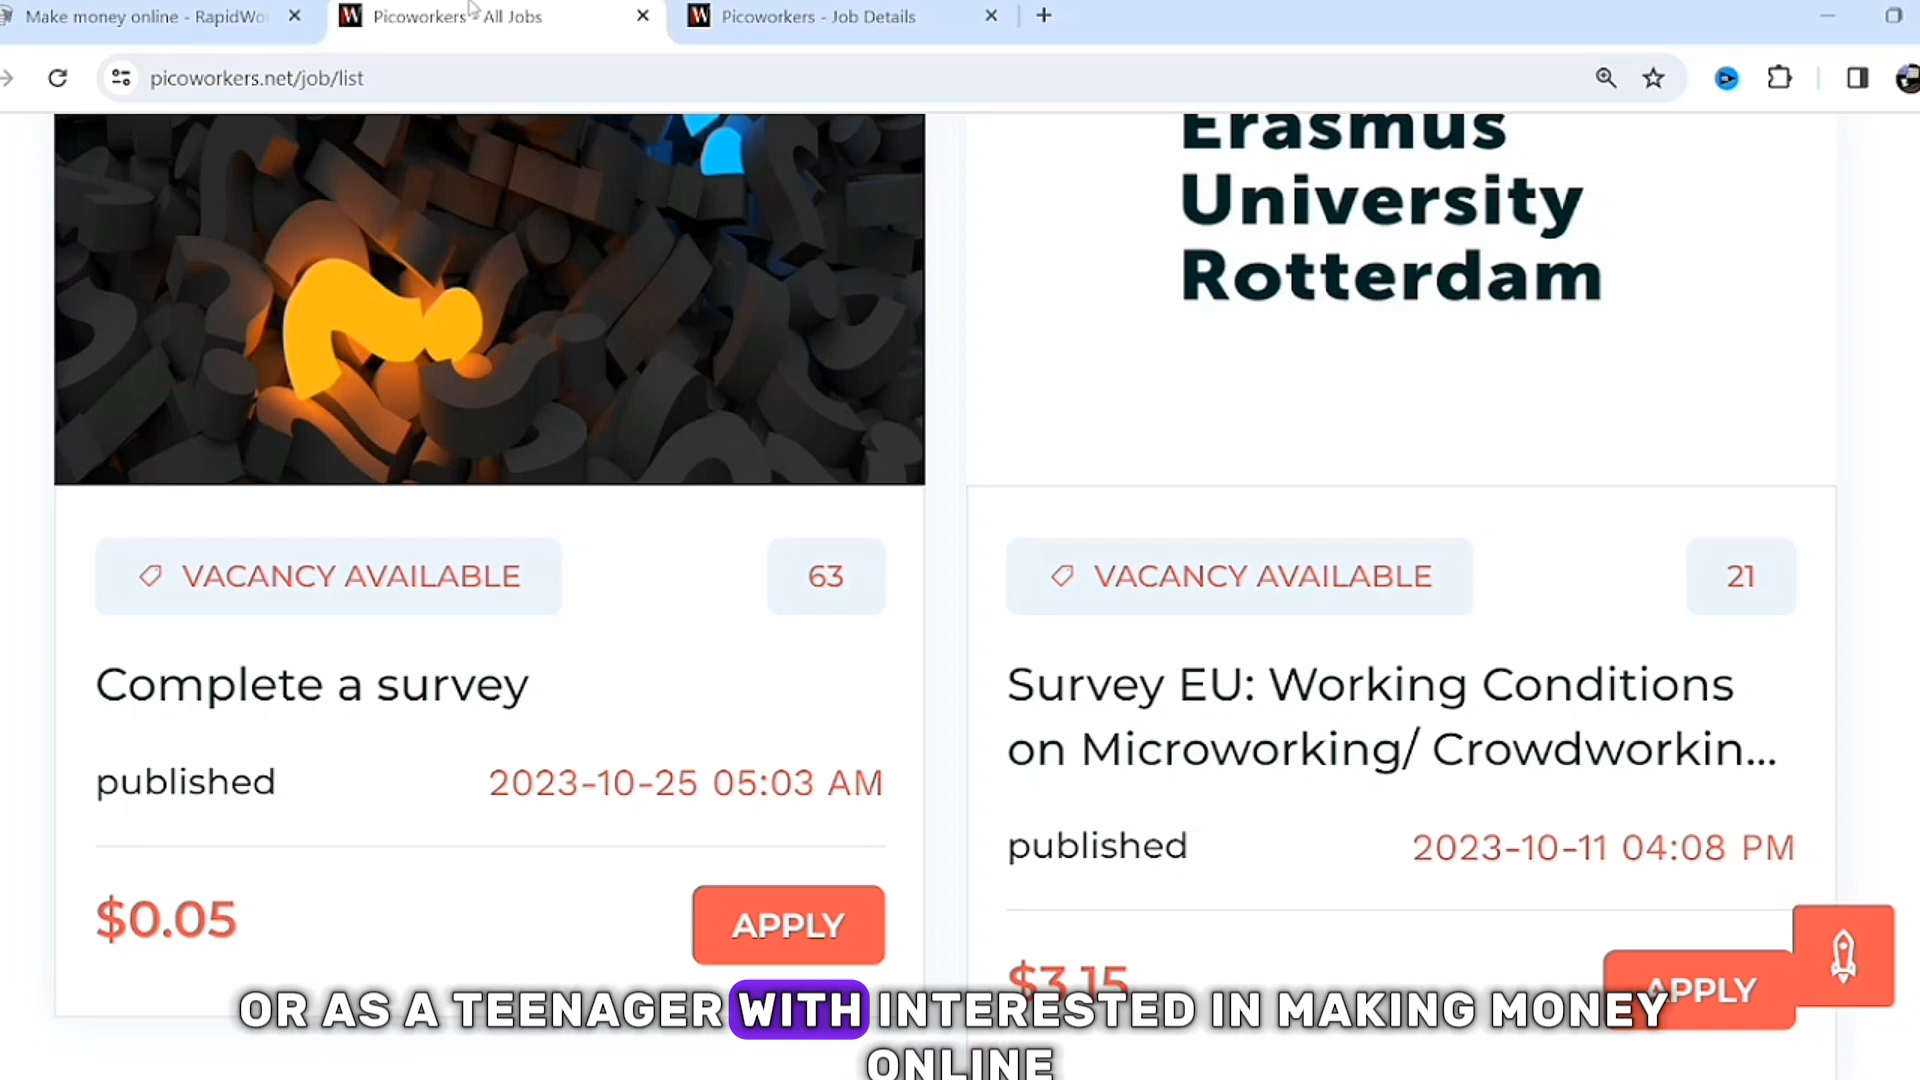 Make money online - RapidWo
Picoworkers - All Jobs
Picoworkers - Job Details
picoworkers.net/job/list
Erasmus
University
Rotterdam
VACANCY AVAILABLE
63
Complete a survey
published
2023-10-25 05:03 AM
$0.05
APPLY
VACANCY AVAILABLE
21
Survey EU: Working Conditions
on Microworking/ Crowdworkin...
published
2023-10-11 04:08 PM
$3.15
APPLY
OR AS A TEENAGER WITH INTERESTED IN MAKING MONEY
ONLINE